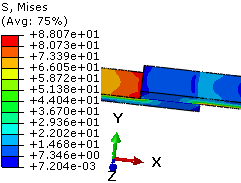 S, Mises
(Avg: 75%)
+8.807e+01
+8.073e+01
+7.339e+01
+6.605e+01
+5.872e+01
+5.138e+01
+4.404e+01
+3.670e+01
+2.936e+01
+2.202e+01
+1.468e+01
+7.346e+00
+7.204e-03
Y
X
Z